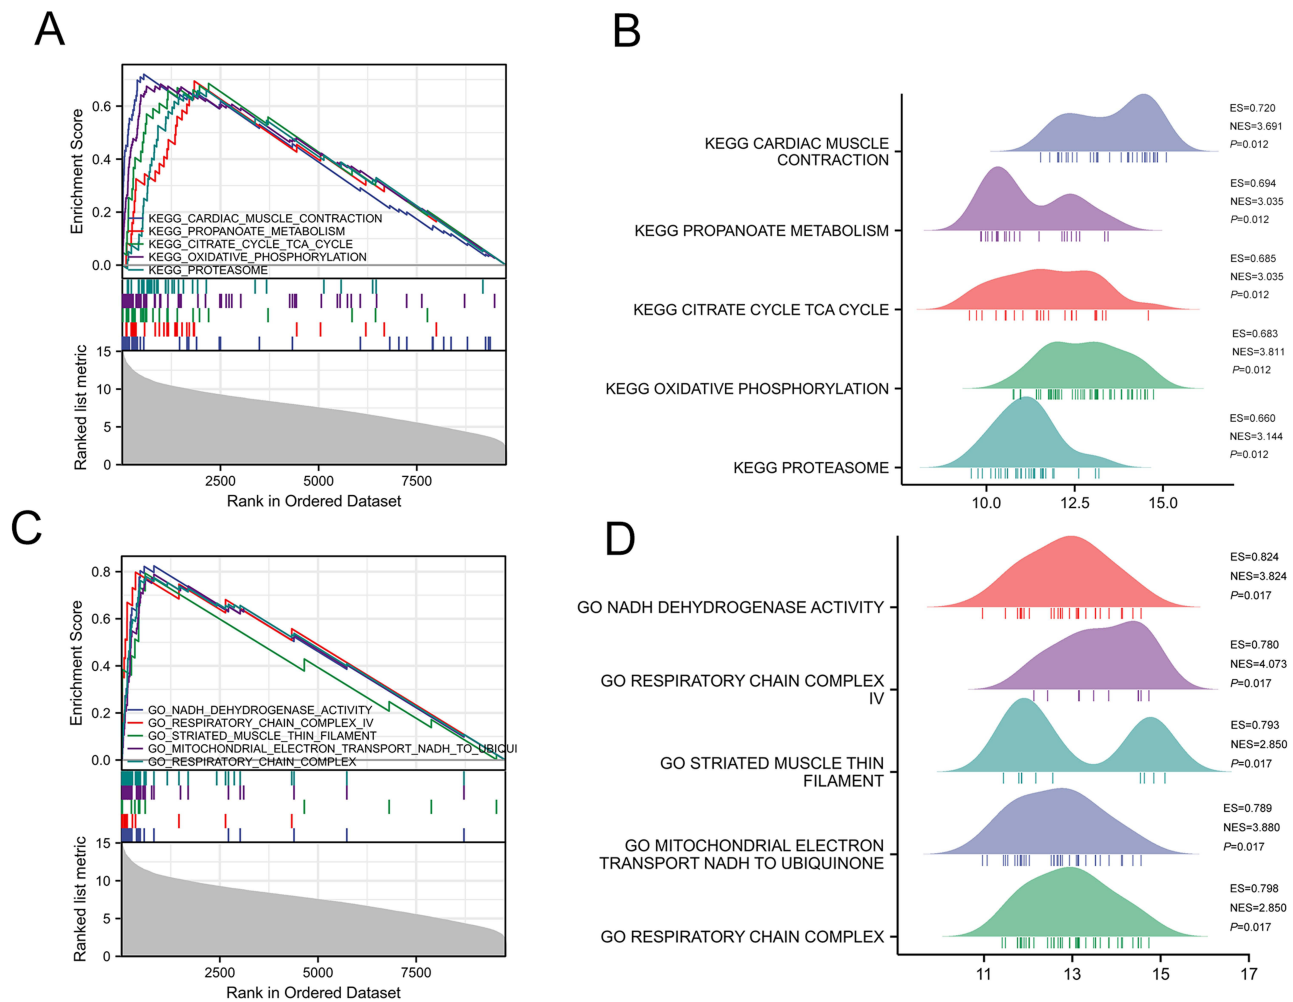 A
Enrichment Score
0.6
0.4
0.2
0.0
KEGG_CARDIAC_MUSCLE_CONTRACTION
KEGG_PROPANOATE_METABOLISM
KEGG_CITRATE_CYCLE_TCA_CYCLE
KEGG_OXIDATIVE_PHOSPHORYLATION
KEGG_PROTEASOME
Ranked list metric
15
10
5
0
2500 5000 7500
Rank in Ordered Dataset
B
KEGG CARDIAC MUSCLE
CONTRACTION
ES=0.720
NES=3.691
P=0.012
KEGG PROPANOATE METABOLISM
ES=0.694
NES=3.035
P=0.012
KEGG CITRATE CYCLE TCA CYCLE
ES=0.685
NES=3.035
P=0.012
KEGG OXIDATIVE PHOSPHORYLATION
ES=0.683
NES=3.811
P=0.012
KEGG PROTEASOME
ES=0.660
NES=3.144
P=0.012
10.0 12.5 15.0
C
Enrichment Score
0.8
0.6
0.4
0.2
0.0
GO_NADH_DEHYDROGENASE_ACTIVITY
GO_RESPIRATORY_CHAIN_COMPLEX_IV
GO_STRIATED_MUSCLE_THIN_FILAMENT
GO_MITOCHONDRIAL_ELECTRON_TRANSPORT_NADH_TO_UBIQUI
GO_RESPIRATORY_CHAIN_COMPLEX
Ranked list metric
15
10
5
0
2500 5000 7500
Rank in Ordered Dataset
D
GO NADH DEHYDROGENASE ACTIVITY
ES=0.824
NES=3.824
P=0.017
GO RESPIRATORY CHAIN COMPLEX
IV
ES=0.780
NES=4.073
P=0.017
GO STRIATED MUSCLE THIN
FILAMENT
ES=0.793
NES=2.850
P=0.017
GO MITOCHONDRIAL ELECTRON
TRANSPORT NADH TO UBIQUINONE
ES=0.789
NES=3.880
P=0.017
GO RESPIRATORY CHAIN COMPLEX
ES=0.798
NES=2.850
P=0.017
11 13 15 17